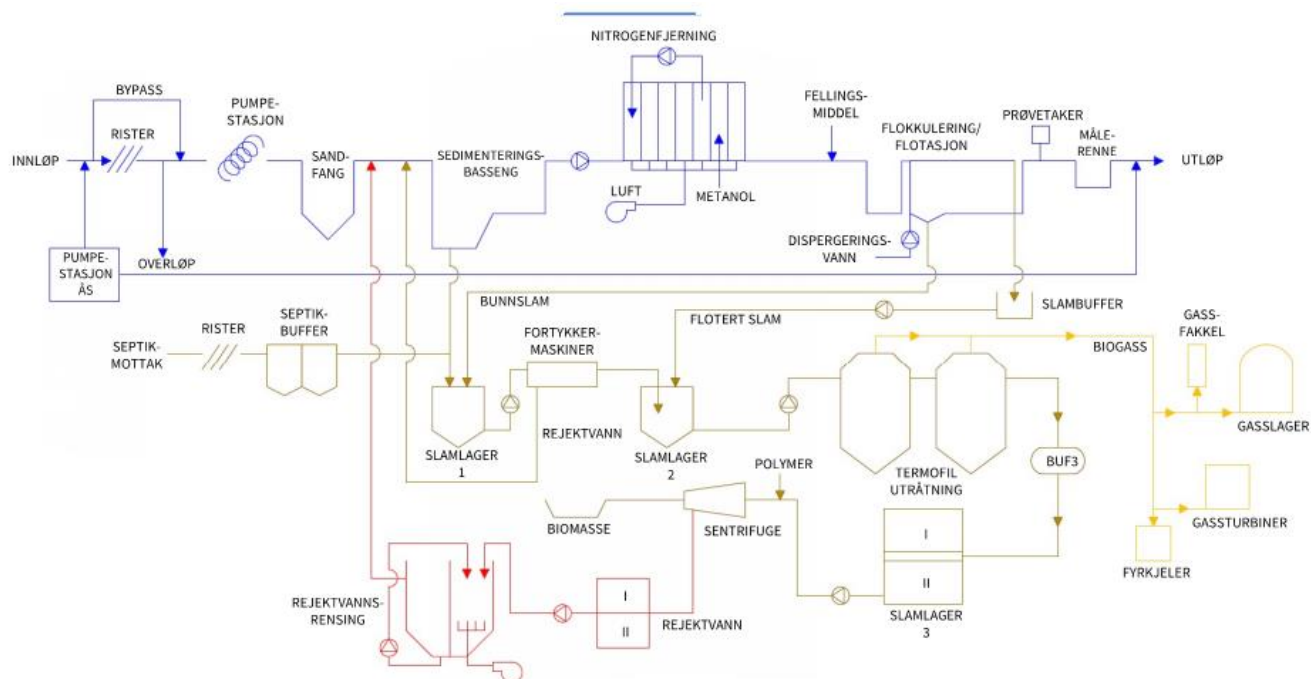 NITROGENFJERNING
BYPASS
PUMPE-
STASJON
FELLINGS-
MIDDEL
PRØVETAKER
RISTER
FLOKKULERING/
FLOTASJON
MÅLE-
RENNE
INNLØP
SAND-
FANG
SEDIMENTERINGS-
BASSENG
UTLØP
LUFT
METANOL
DISPERGERINGS-
VANN
PUMPE-
STASJON
ÅS
OVERLØP
BUNNSLAM
FLOTERT SLAM
SLAMBUFFER
SEPTIK-
BUFFER
RISTER
SEPTIK-
MOTTAK
FORTYKKER-
MASKINER
BIOGASS
GASS-
FAKKEL
GASSLAGER
REJEKTVANN
SLAMLAGER
1
SLAMLAGER
2
TERMOFIL
UTRÅTNING
BUF3
POLYMER
BIOMASSE
SENTRIFUGE
GASSTURBINER
FYRKJELER
I
II
SLAMLAGER
3
REJEKTVANNS-
RENSING
I
II
REJEKTVANN